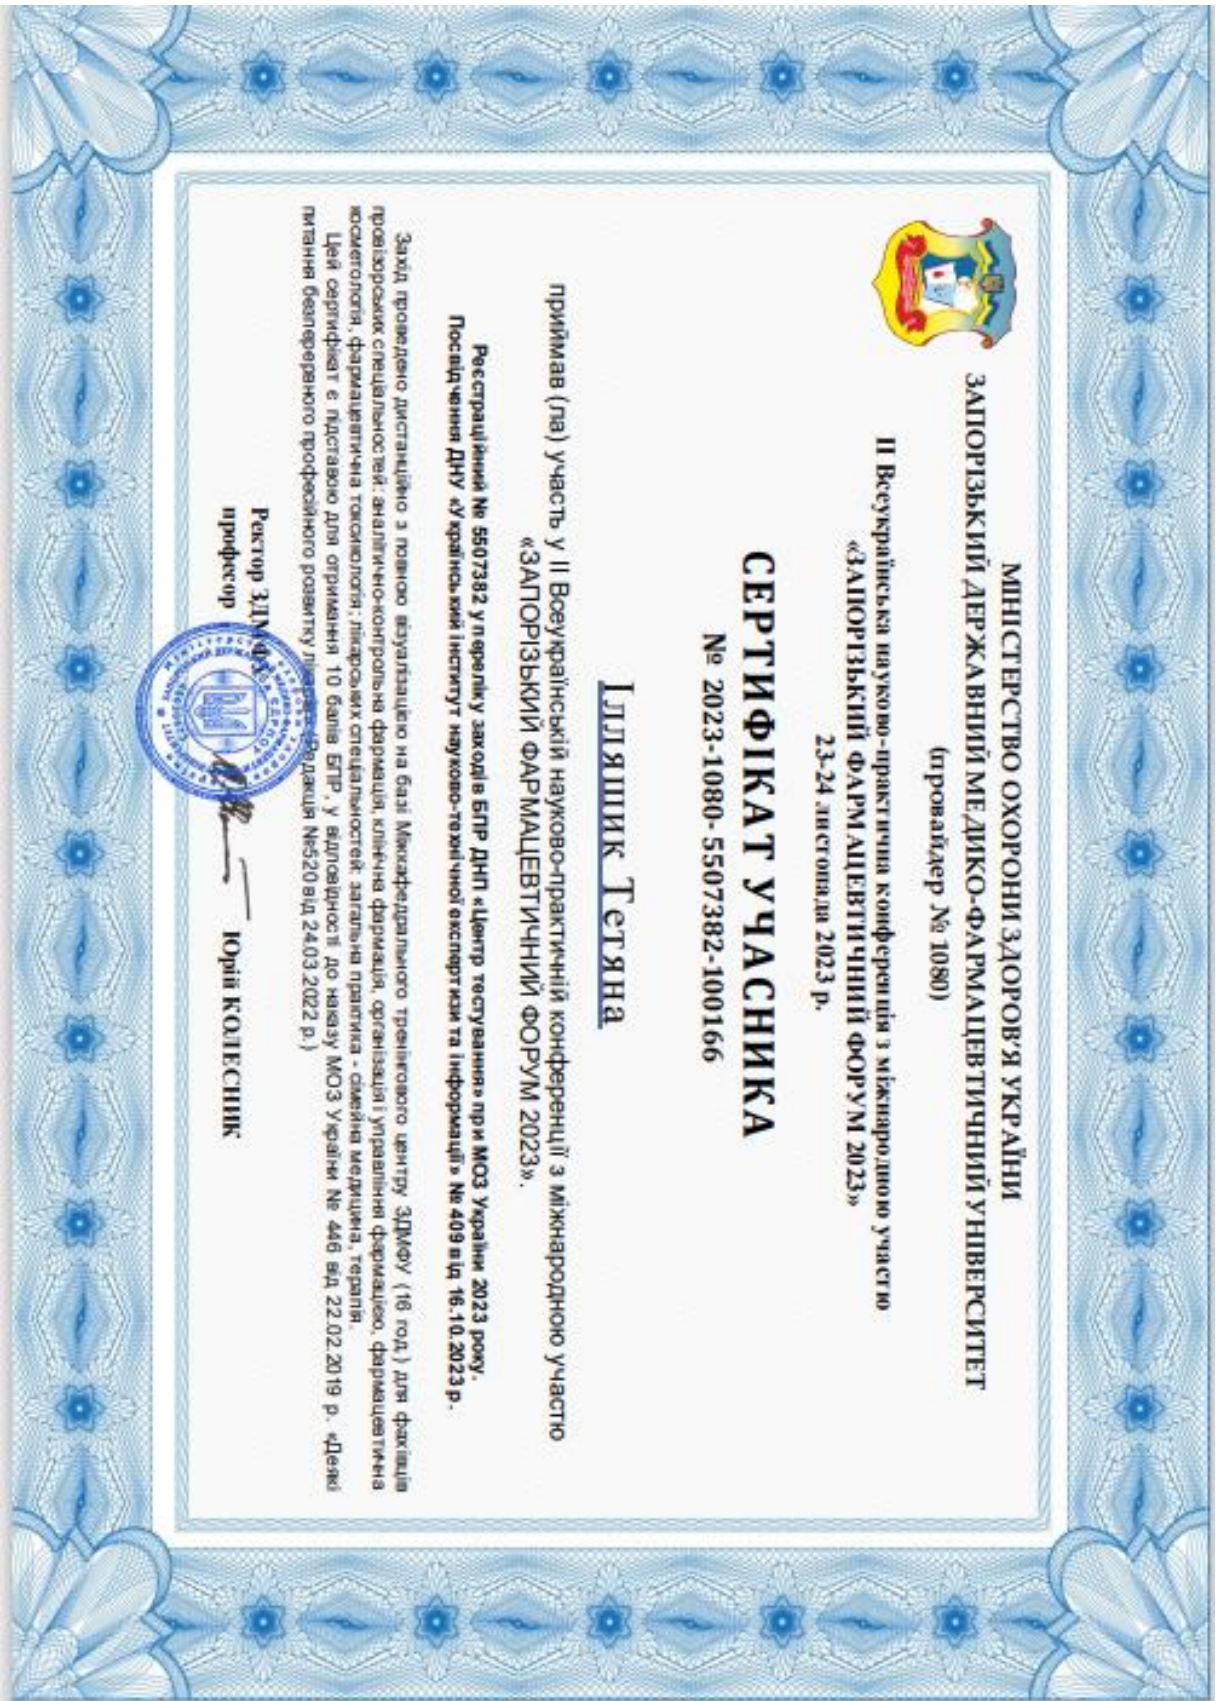 МІНІСТЕРСТВО ОХОРОНИ ЗДОРОВ'Я УКРАЇНИ
ЗАПОРІЗЬКИЙ ДЕРЖАВНИЙ МЕДИКО-ФАРМАЦЕВТИЧНИЙ УНІВЕРСИТЕТ
(провайдер № 1080)
ІІ Всеукраїнська науково-практична конференція з міжнародною участю
«ЗАПОРІЗЬКИЙ ФАРМАЦЕВТИЧНИЙ ФОРУМ 2023»
23-24 листопада 2023 р.
СЕРТИФІКАТ УЧАСНИКА
№ 2023-1080- 5507382-100166
Ілляшик Тетяна
приймав (ла) участь у ІІ Всеукраїнській науково-практичній конференції з міжнародною участю
«ЗАПОРІЗЬКИЙ ФАРМАЦЕВТИЧНИЙ ФОРУМ 2023».
Реєстраційний № 5507382 у переліку заходів БПР ДНП «Центр тестування» при МОЗ України 2023 року.
Посвідчення ДНУ «Український інститут науково-технічної експертизи та інформації» № 409 від 16.10.2023 р.
Захід проведено дистанційно з повною візуалізацією на базі Міжкафедрального тренінгового центру ЗДМФУ (16 год.) для фахівців
провізорських спеціальностей: аналітично-контрольна фармація, клінічна фармація, організація і управління фармацією, фармацевтична
косметологія, фармацевтична токсикологія; лікарських спеціальностей: загальна практика - сімейна медицина, терапія.
Цей сертифікат є підставою для отримання 10 балів БПР, у відповідності до наказу МОЗ України № 446 від 22.02.2019 р. «Деякі
питання безперервного професійного розвитку (Редакція №520 від 24.03.2022 р.)
Ректор ЗДМФУ
професор Юрій КОЛЕСНИК